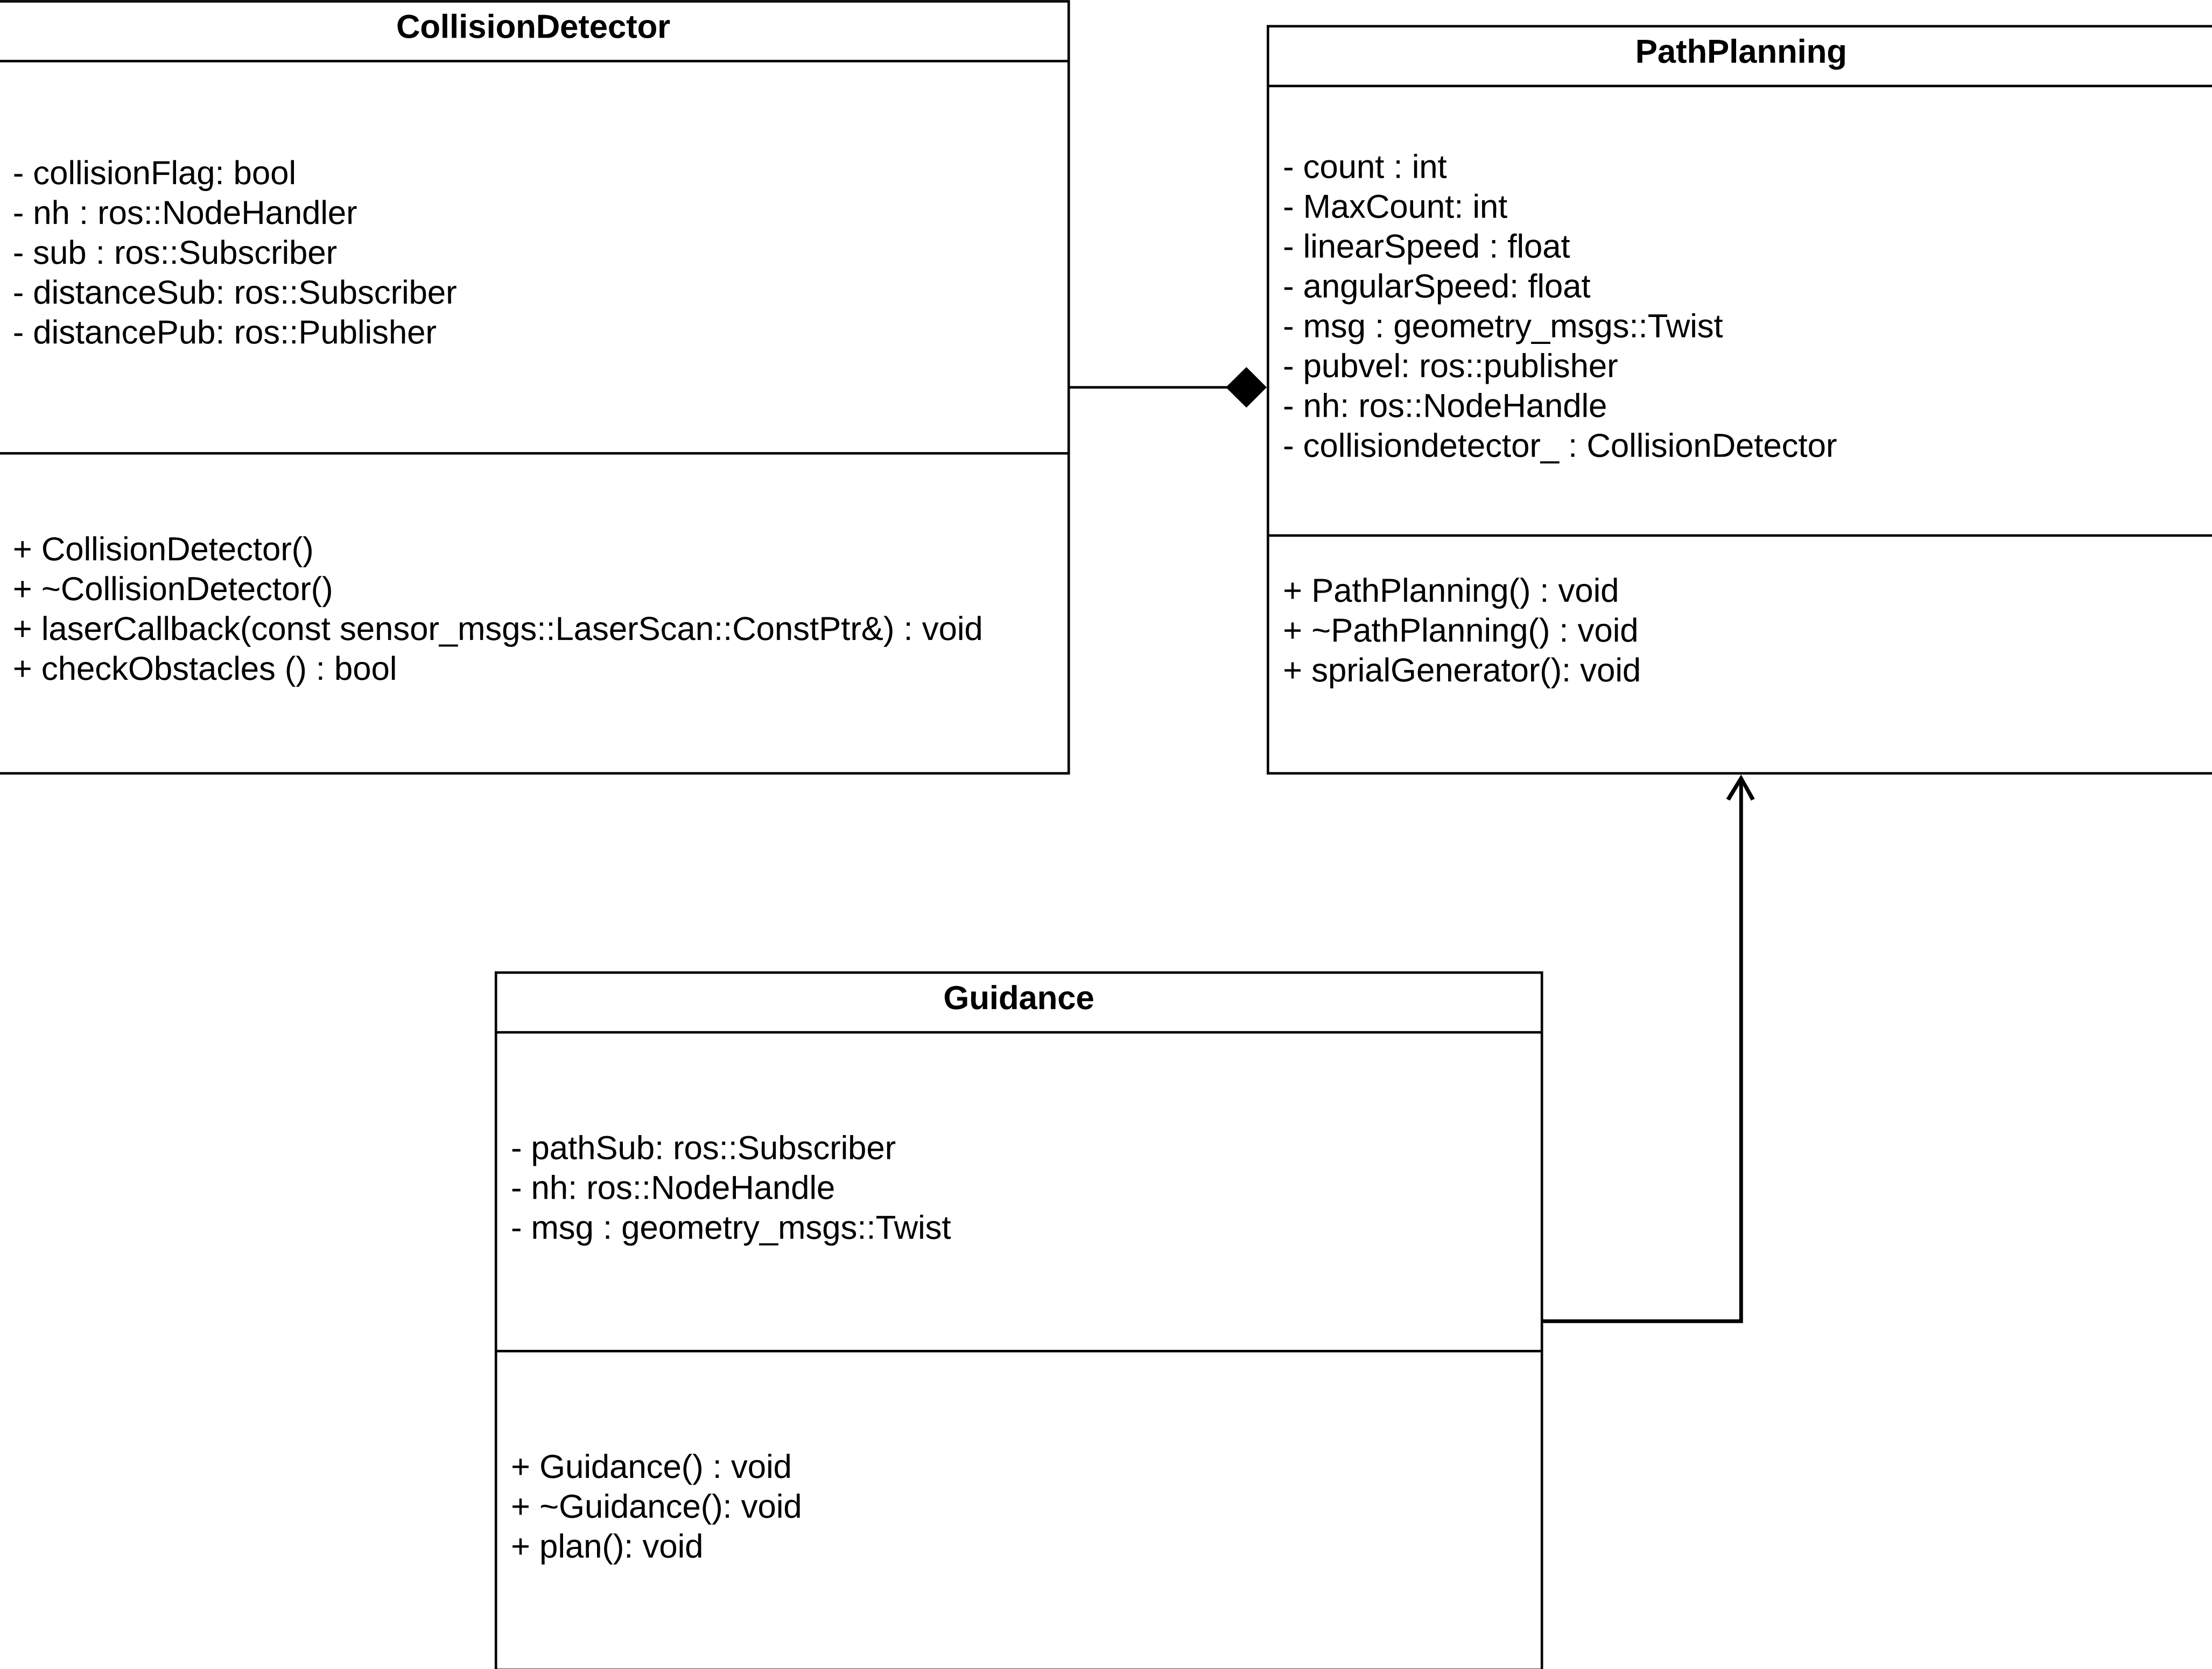 CollisionDetector
- collisionFlag: bool
- nh : ros::NodeHandler
- sub : ros::Subscriber
- distanceSub: ros::Subscriber
- distancePub: ros::Publisher
+ CollisionDetector()
+ ~CollisionDetector()
+ laserCallback(const sensor_msgs::LaserScan::ConstPtr&) : void
+ checkObstacles () : bool
PathPlanning
- count : int
- MaxCount: int
- linearSpeed : float
- angularSpeed: float
- msg : geometry_msgs::Twist
- pubvel: ros::publisher
- nh: ros::NodeHandle
- collisiondetector_ : CollisionDetector
+ PathPlanning() : void
+ ~PathPlanning() : void
+ sprialGenerator(): void
Guidance
- pathSub: ros::Subscriber
- nh: ros::NodeHandle
- msg : geometry_msgs::Twist
+ Guidance() : void
+ ~Guidance(): void
+ plan(): void